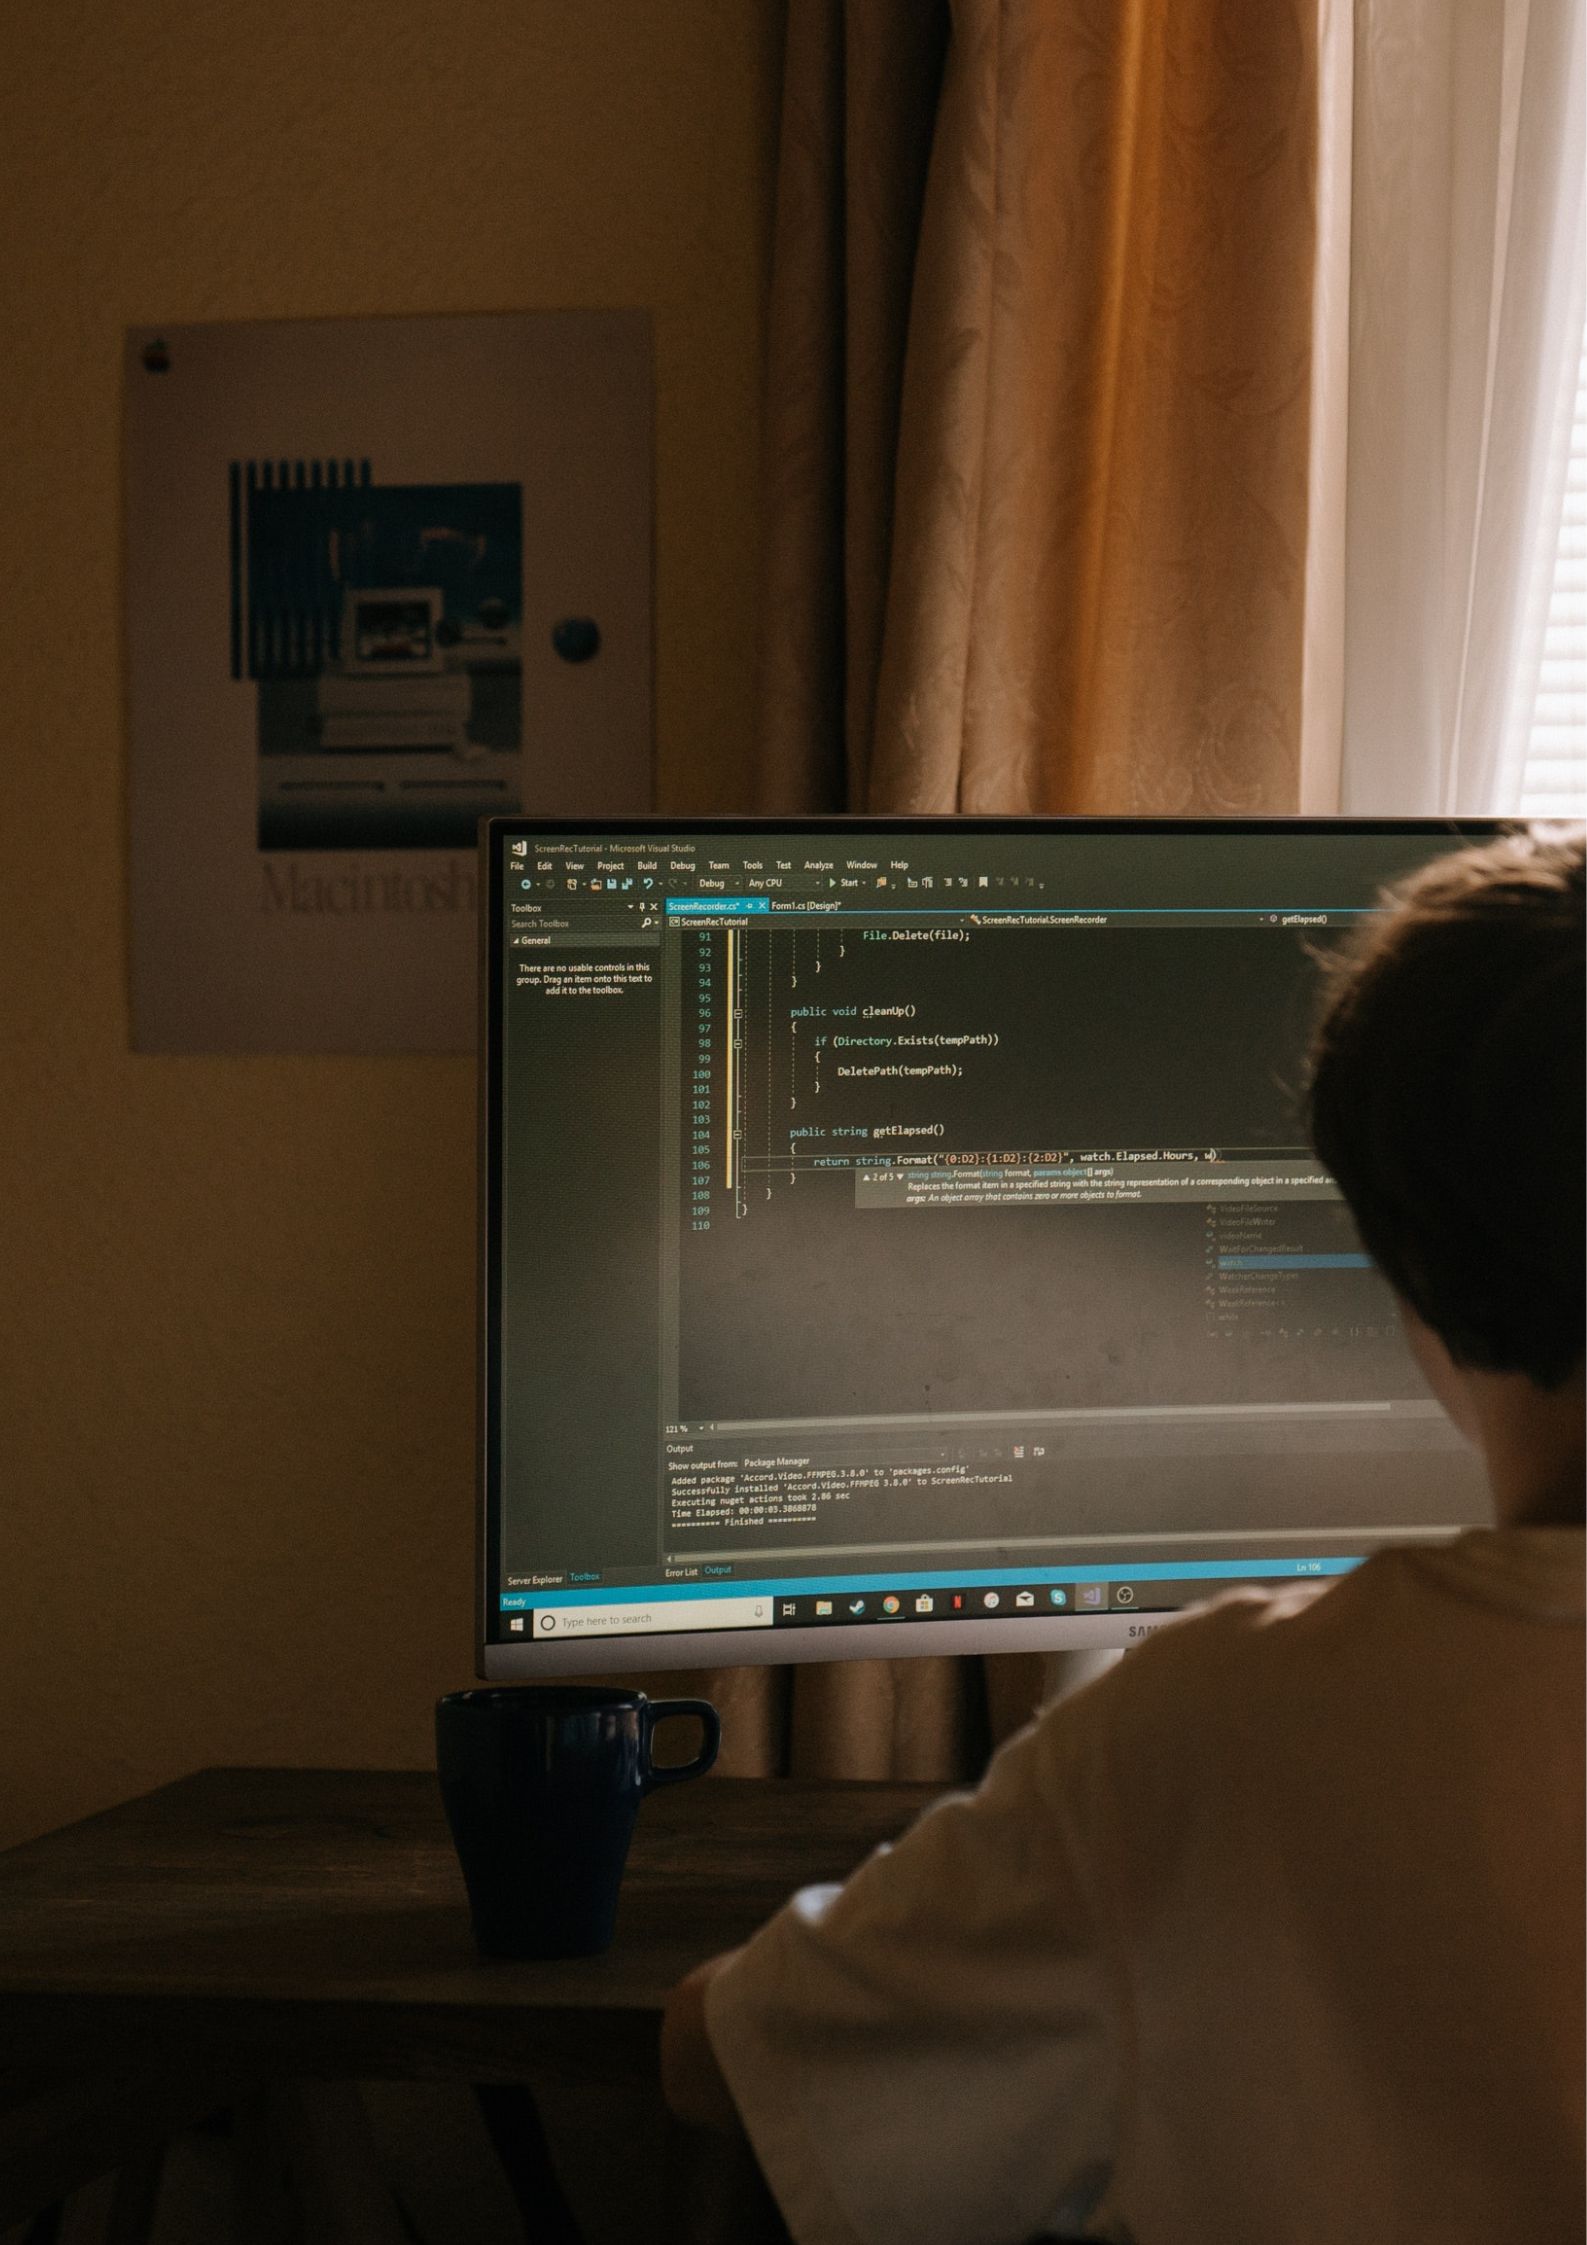 Macintosh
ScreenRecTutorial - Microsoft Visual Studio
File Edit View Project Build Debug Team Tools Test Analyze Window Help
Debug Any CPU Start
Toolbox
Search Toolbox
General
There are no usable controls in this
group. Drag an item onto this text to
add it to the toolbox.
ScreenRecorder.cs* Form1.cs [Design]*
ScreenRecTutorial ScreenRecTutorial.ScreenRecorder getElapsed()
91 File.Delete(file);
92 }
93 }
94 }
95
96 public void cleanUp()
97 {
98 if (Directory.Exists(tempPath))
99 {
100 DeletePath(tempPath);
101 }
102 }
103
104 public string getElapsed()
105 {
106 return string.Format("{0:D2}:{1:D2}:{2:D2}", watch.Elapsed.Hours, w)
107 }
108 }
109 }
110
2 of 5 string string.Format(string format, params object[] args)
Replaces the format item in a specified string with the string representation of a corresponding object in a specified
args: An object array that contains zero or more objects to format.
VideoFileSource
VideoFileWriter
videoName
WaitForChangedResult
watch
WatcherChangeTypes
WeakReference
WeakReference<>
while
121 %
Output
Show output from: Package Manager
Added package 'Accord.Video.FFMPEG.3.8.0' to 'packages.config'
Successfully installed 'Accord.Video.FFMPEG 3.8.0' to ScreenRecTutorial
Executing nuget actions took 2.86 sec
Time Elapsed: 00:00:03.3868878
========== Finished ==========
Server Explorer Toolbox
Error List Output
Ready Ln 106
Type here to search
SAM